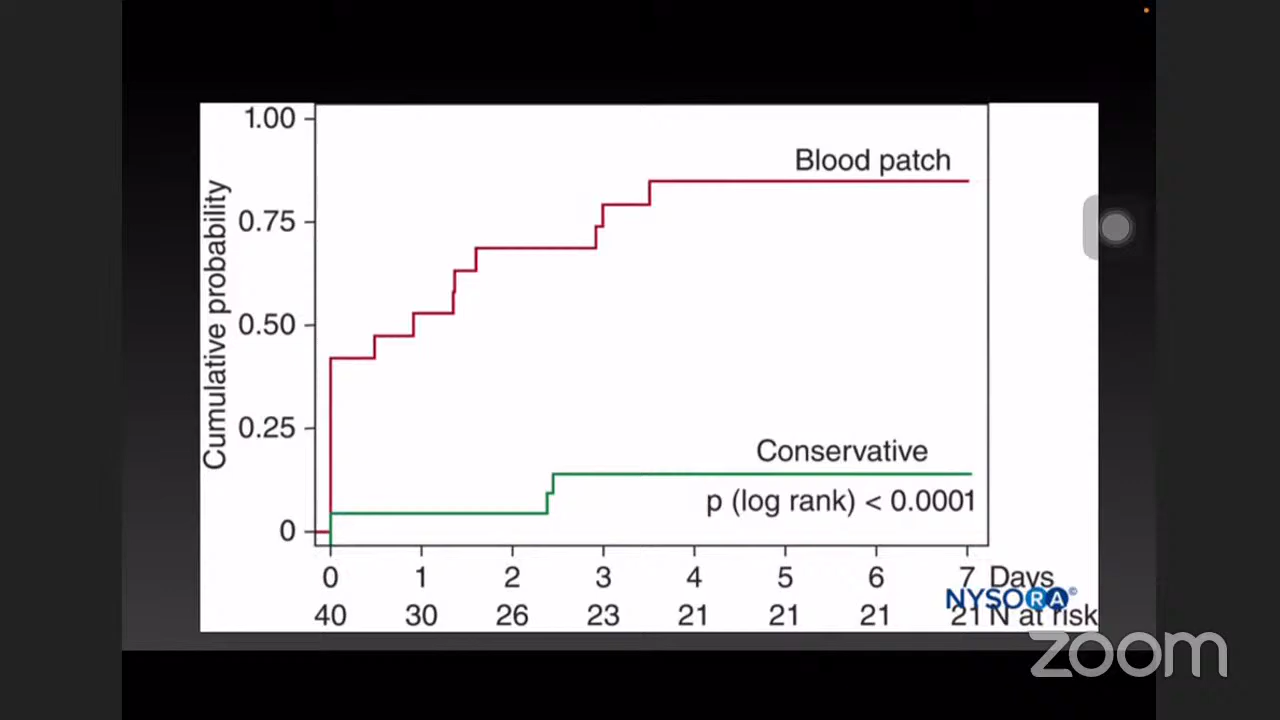 1.00
Blood patch
0.75
Cumulative probability
0.50
0.25
Conservative
p (log rank) < 0.0001
0
0 1 2 3 4 5 6 7 Days
NYSORA©
40 30 26 23 21 21 21 21 N at risk
zoom